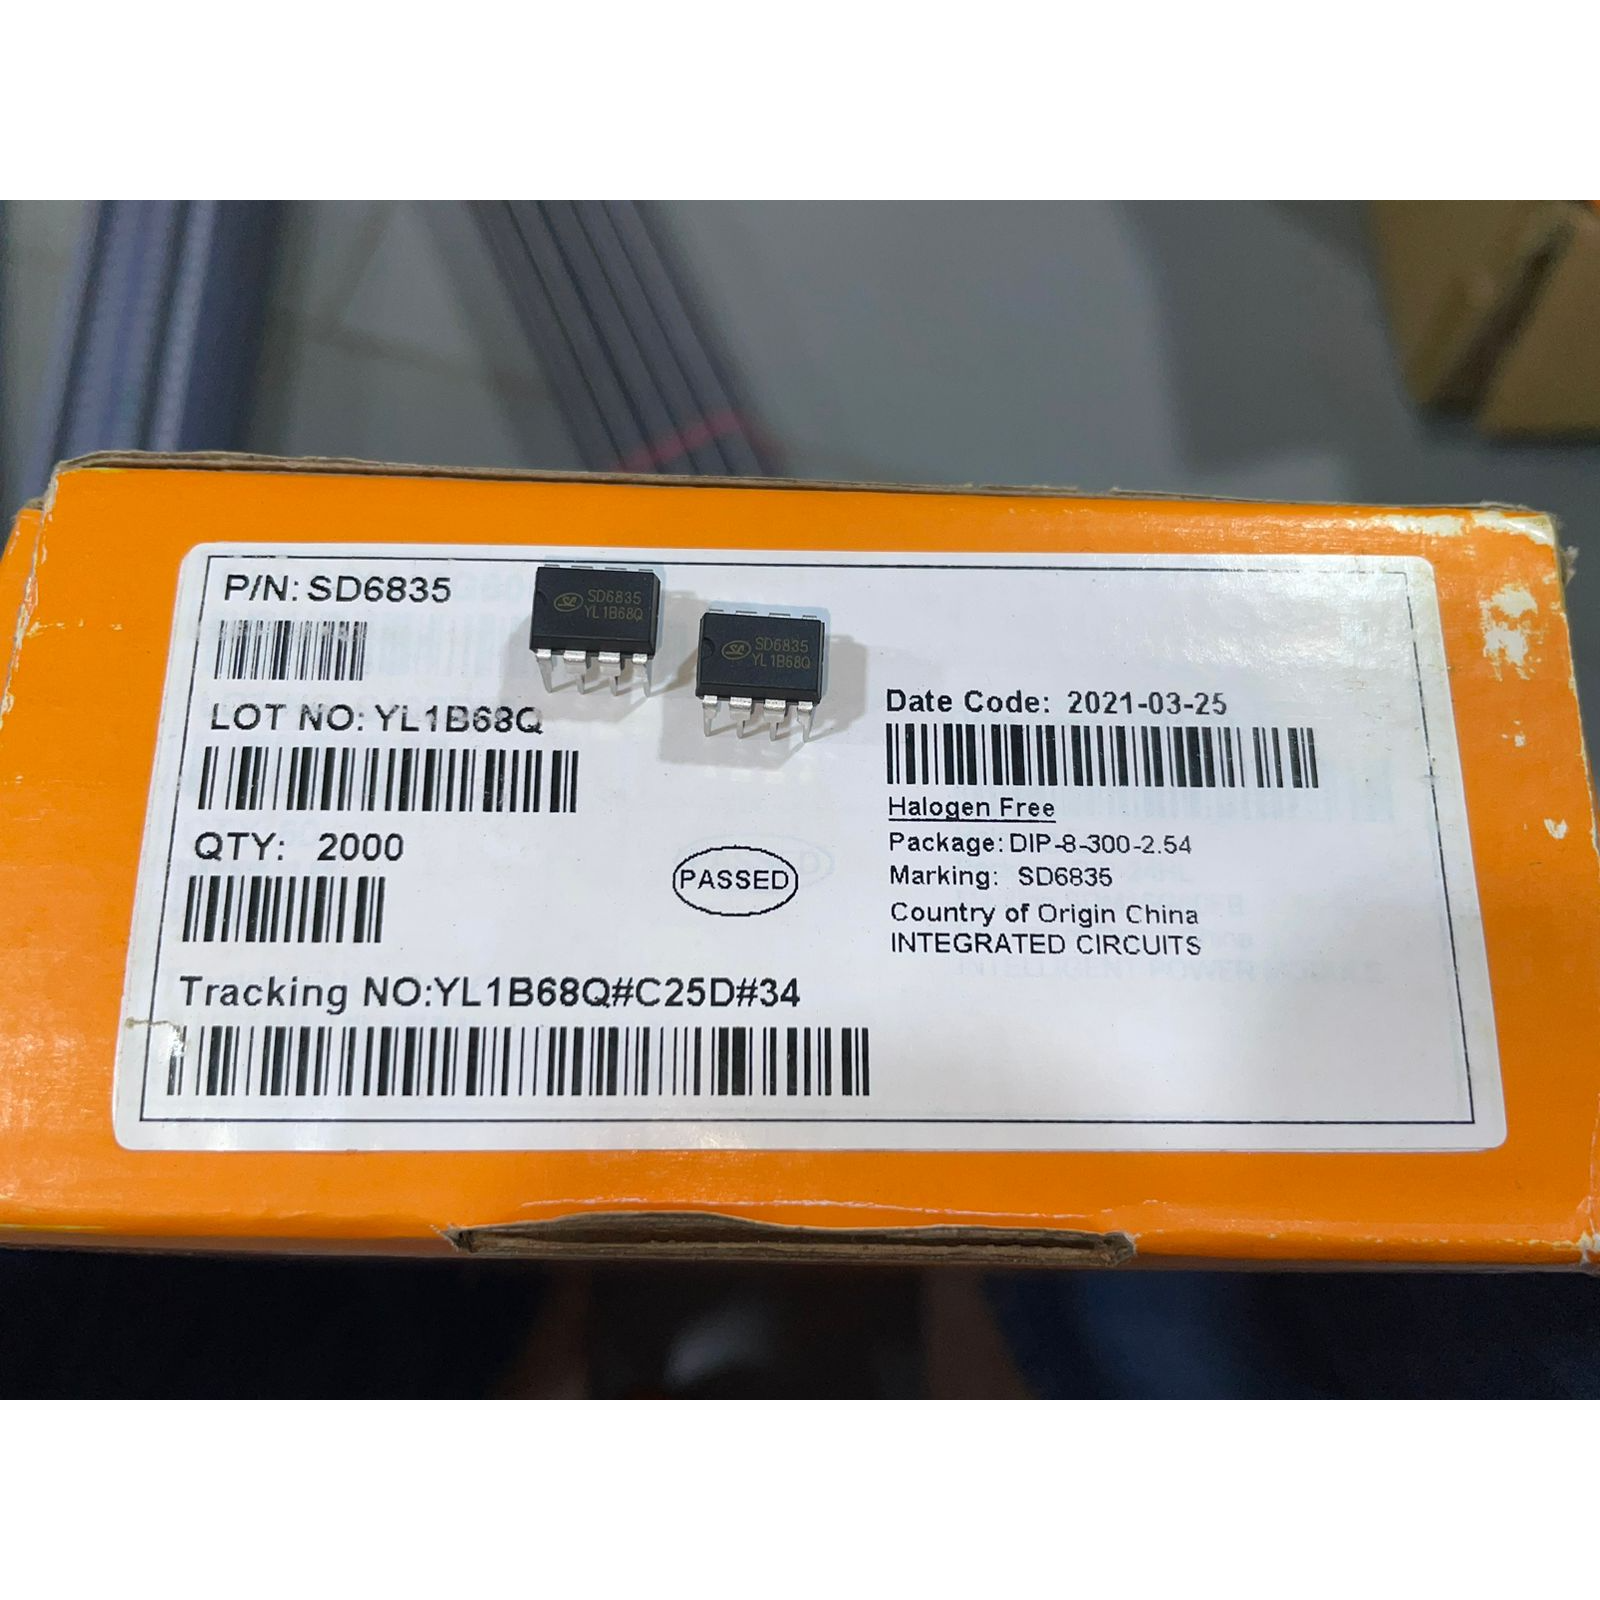 P/N: SD6835
SD6835
YL1B68Q
SD6835
YL1B68Q
LOT NO: YL1B68Q
QTY: 2000
PASSED
Tracking NO:YL1B68Q#C25D#34
Date Code: 2021-03-25
Halogen Free
Package: DIP-8-300-2.54
Marking: SD6835
Country of Origin China
INTEGRATED CIRCUITS